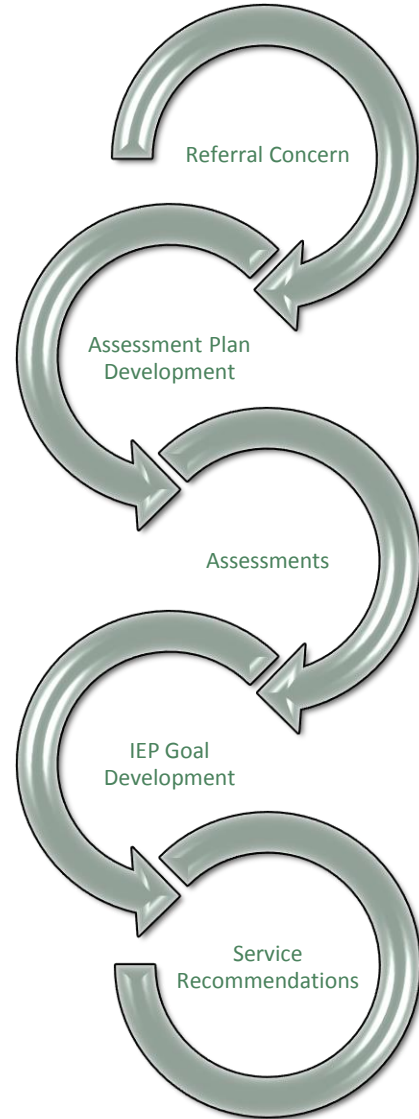 Referral Concern
Assessment Plan
Development
Assessments
IEP Goal
Development
Service
Recommendations